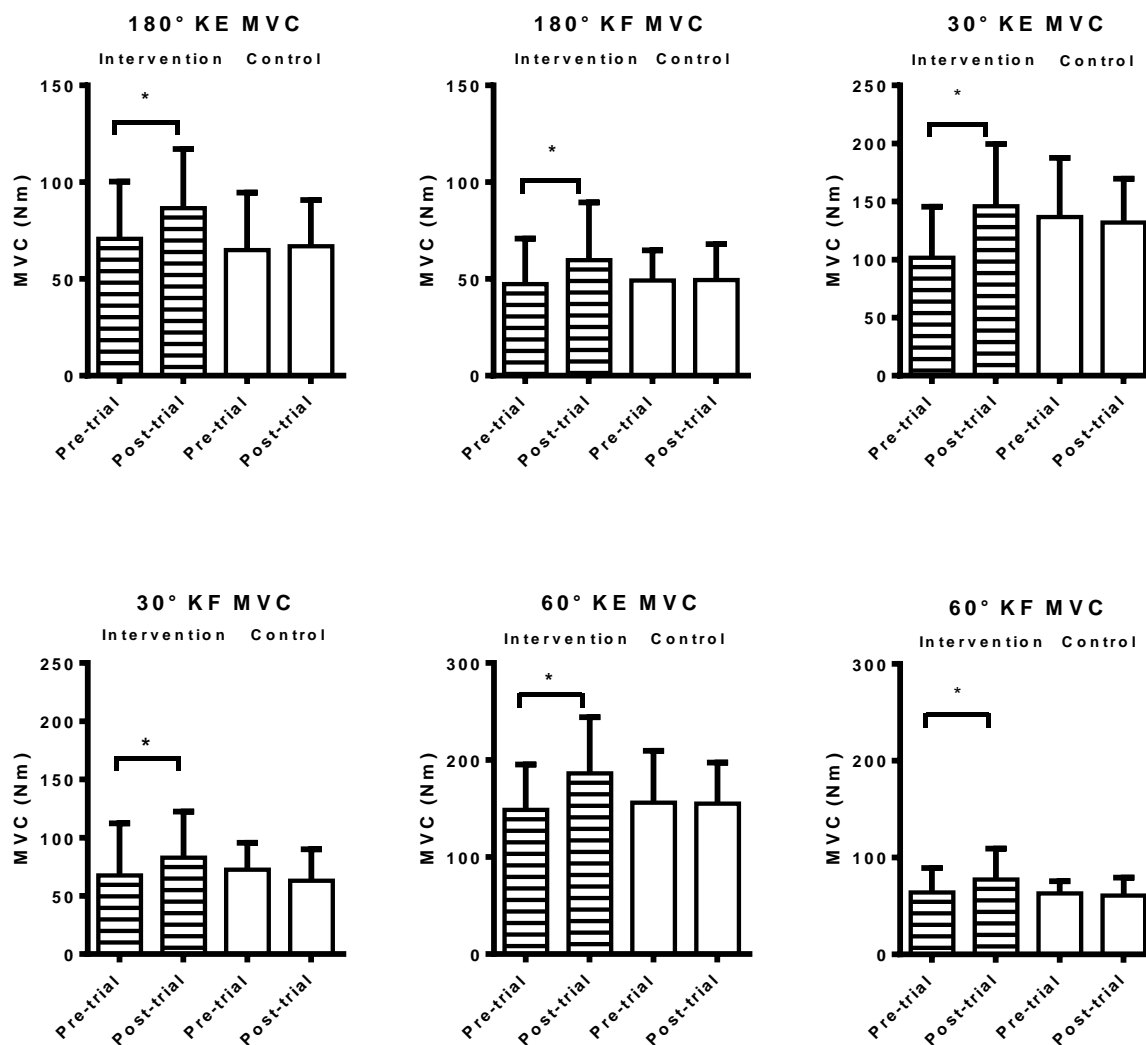 180° KE MVC
Intervention Control
150
100
50
0
MVC (Nm)
*
Pre-trial
Post-trial
Pre-trial
Post-trial
180° KF MVC
Intervention Control
150
100
50
0
MVC (Nm)
*
Pre-trial
Post-trial
Pre-trial
Post-trial
30° KE MVC
Intervention Control
250
200
150
100
50
0
MVC (Nm)
*
Pre-trial
Post-trial
Pre-trial
Post-trial
30° KF MVC
Intervention Control
250
200
150
100
50
0
MVC (Nm)
*
Pre-trial
Post-trial
Pre-trial
Post-trial
60° KE MVC
Intervention Control
300
200
100
0
MVC (Nm)
*
Pre-trial
Post-trial
Pre-trial
Post-trial
60° KF MVC
Intervention Control
300
200
100
0
MVC (Nm)
*
Pre-trial
Post-trial
Pre-trial
Post-trial